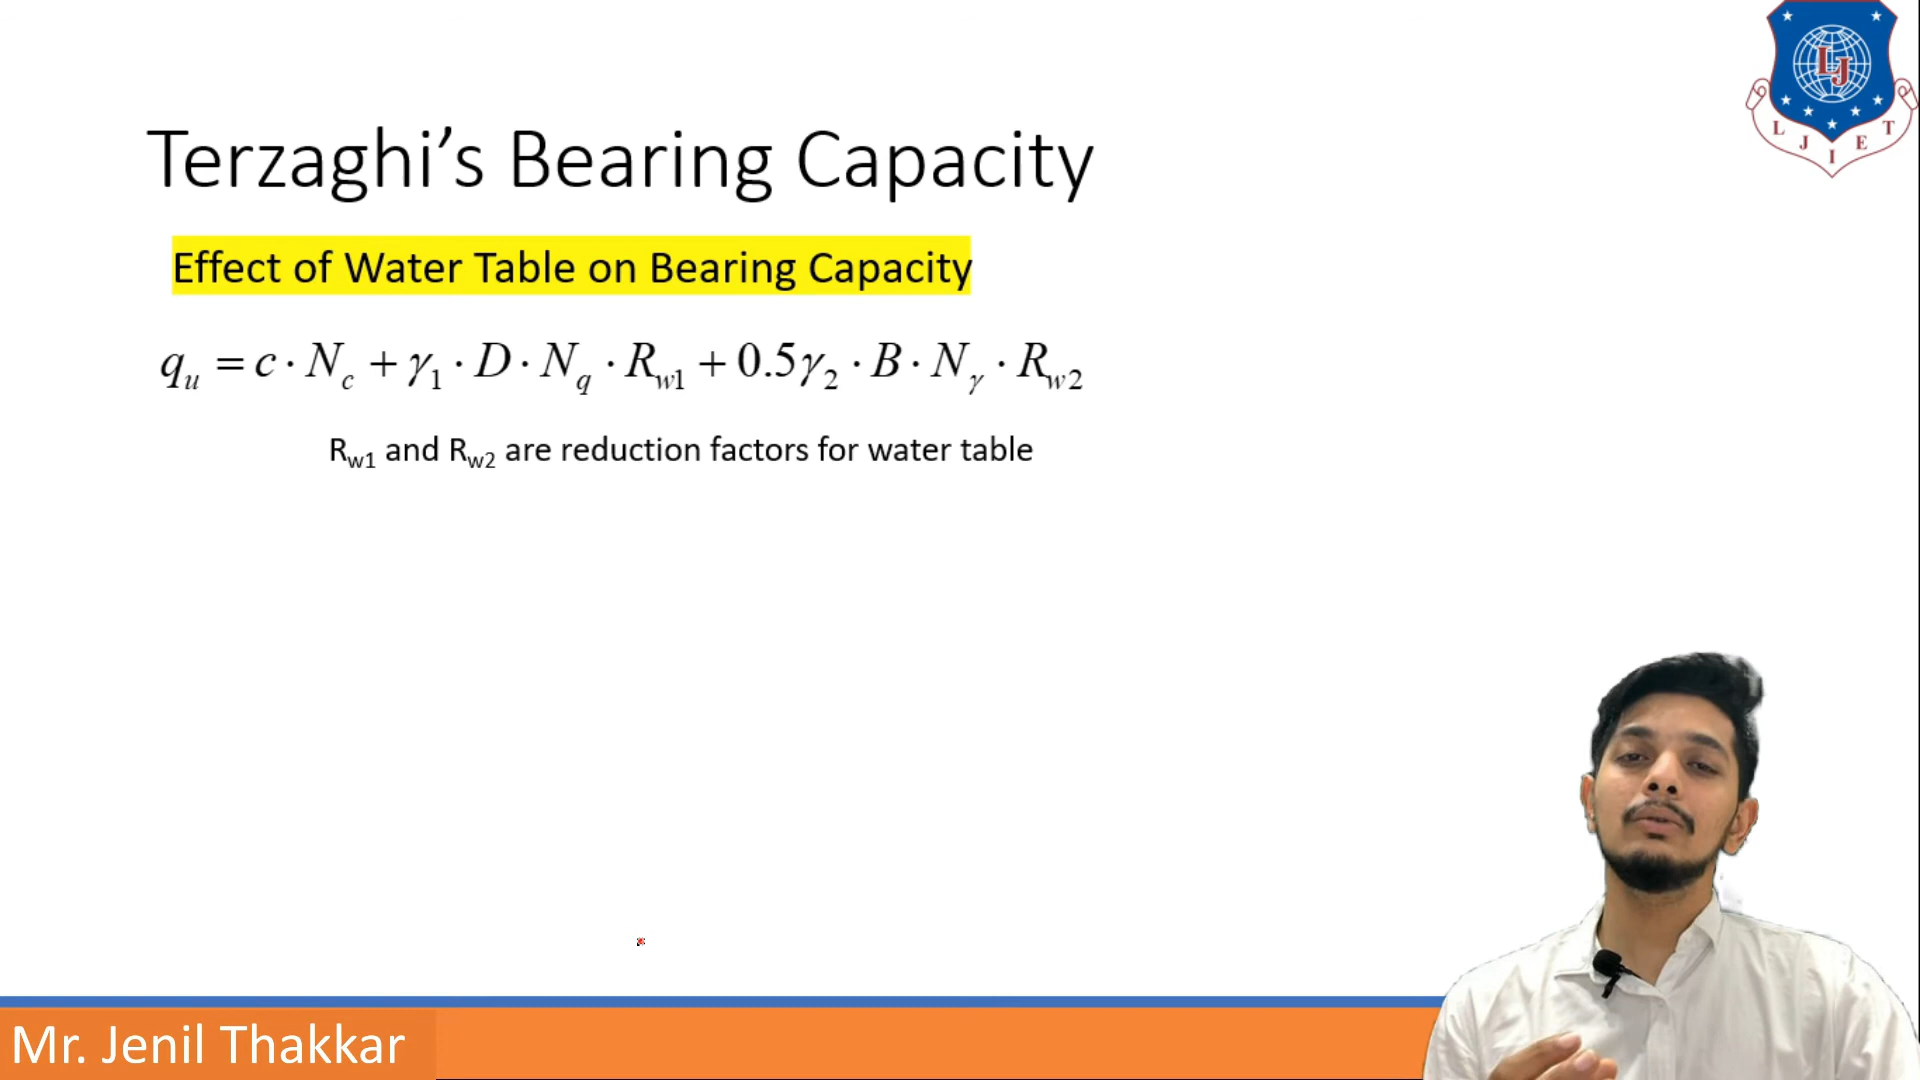 L J I E T
LJ
Terzaghi’s Bearing Capacity
Effect of Water Table on Bearing Capacity
q_u = c · N_c + γ_1 · D · N_q · R_w1 + 0.5γ_2 · B · N_γ · R_w2
R_w1 and R_w2 are reduction factors for water table
Mr. Jenil Thakkar